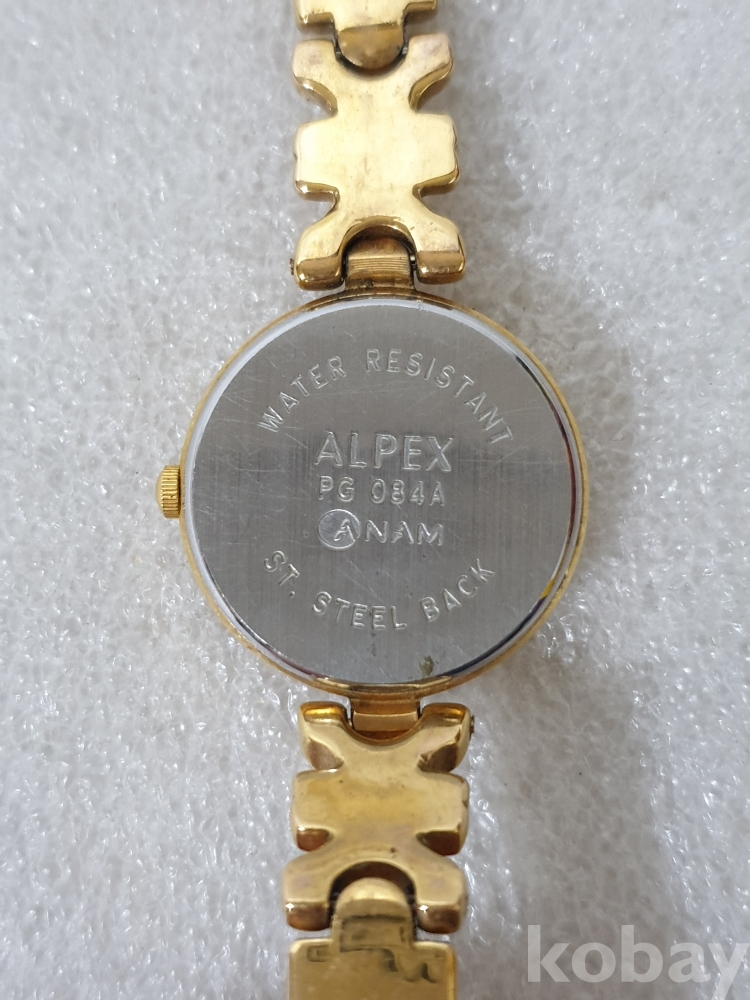 WATER RESISTANT
ALPEX
PG 084A
ANAM
ST. STEEL BACK
kobay